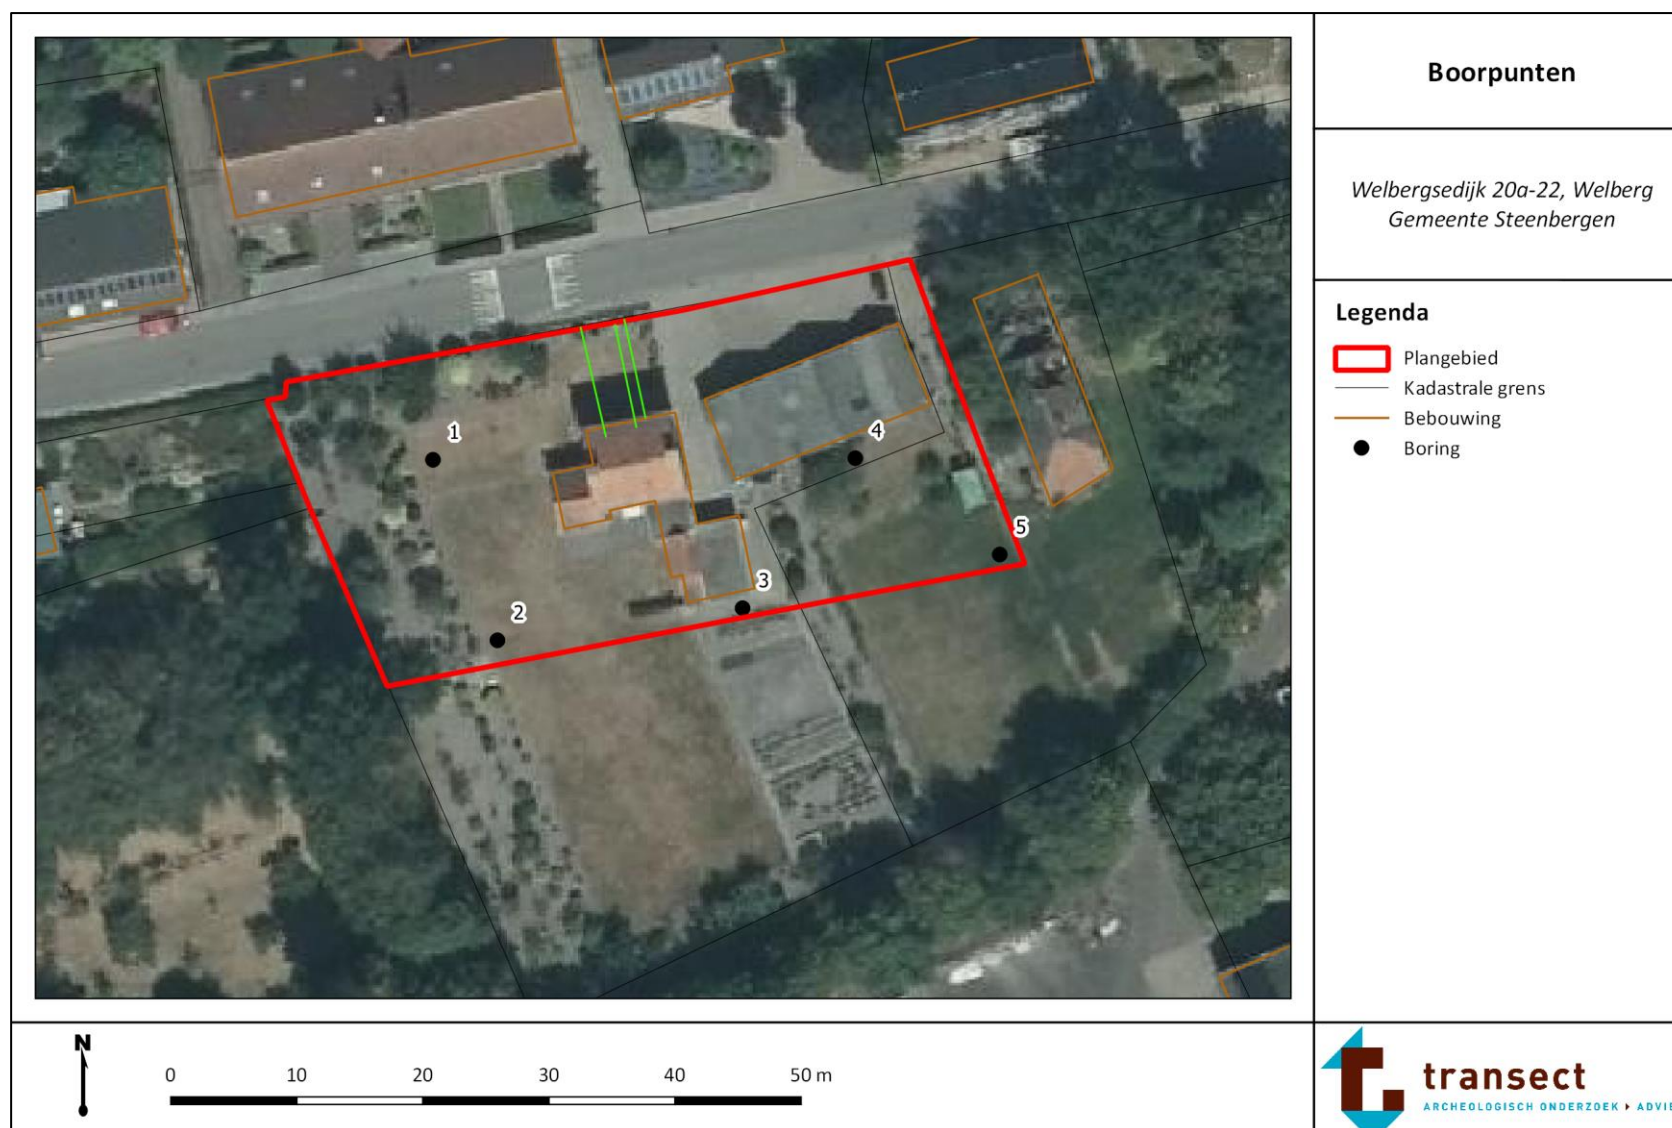 Boorpunten
Welbergsedijk 20a-22, Welberg
Gemeente Steenbergen
Legenda
Plangebied
Kadastrale grens
Bebouwing
Boring
1
2
3
4
5
N
0 10 20 30 40 50 m
transect
ARCHEOLOGISCH ONDERZOEK ▸ ADVIE